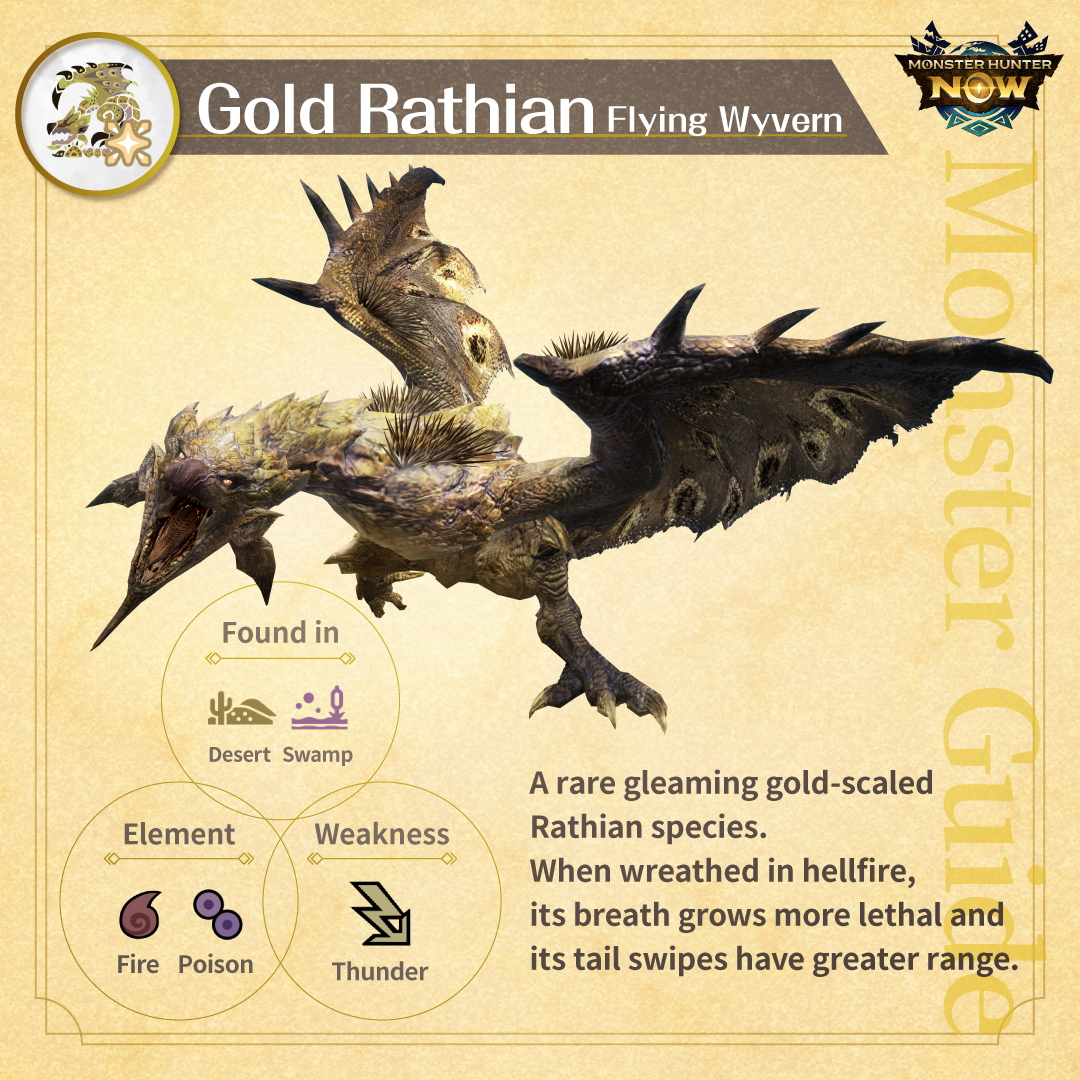 Gold Rathian Flying Wyvern
MONSTER HUNTER
NOW
Monster Guide
Found in
Desert Swamp
Element
Fire Poison
Weakness
Thunder
A rare gleaming gold-scaled
Rathian species.
When wreathed in hellfire,
its breath grows more lethal and
its tail swipes have greater range.